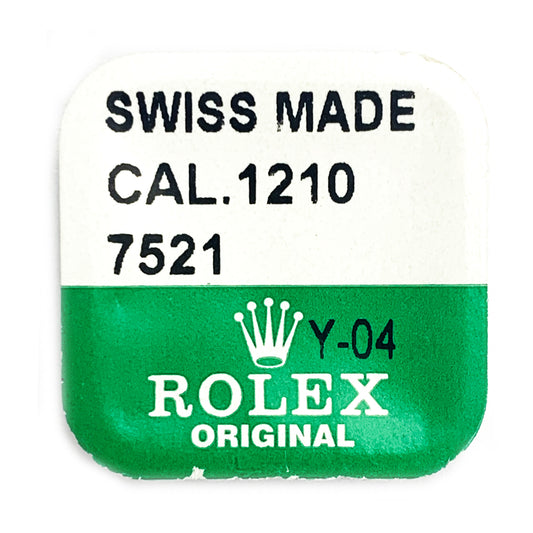 SWISS MADE
CAL.1210
7521
Y-04
ROLEX
ORIGINAL